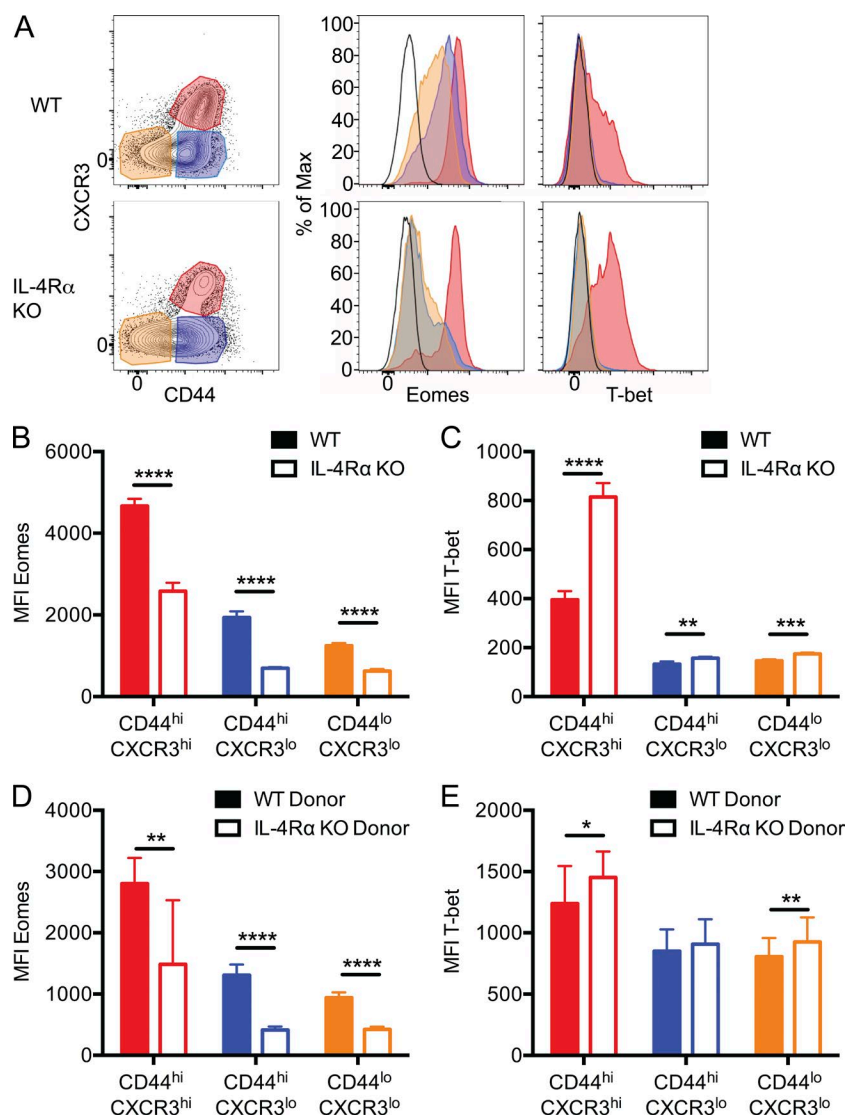 A
WT
IL-4Rα
KO
CXCR3
0
0
0
CD44
% of Max
100
80
60
40
20
0
100
80
60
40
20
0
0
Eomes
0
T-bet
B
WT
IL-4Rα KO
MFI Eomes
6000
4000
2000
0
****
****
****
CD44hi
CXCR3hi
CD44hi
CXCR3lo
CD44lo
CXCR3lo
C
WT
IL-4Rα KO
MFI T-bet
1000
800
600
400
200
0
****
**
***
CD44hi
CXCR3hi
CD44hi
CXCR3lo
CD44lo
CXCR3lo
D
WT Donor
IL-4Rα KO Donor
MFI Eomes
4000
3000
2000
1000
0
**
****
****
CD44hi
CXCR3hi
CD44hi
CXCR3lo
CD44lo
CXCR3lo
E
WT Donor
IL-4Rα KO Donor
MFI T-bet
2000
1500
1000
500
0
*
**
CD44hi
CXCR3hi
CD44hi
CXCR3lo
CD44lo
CXCR3lo